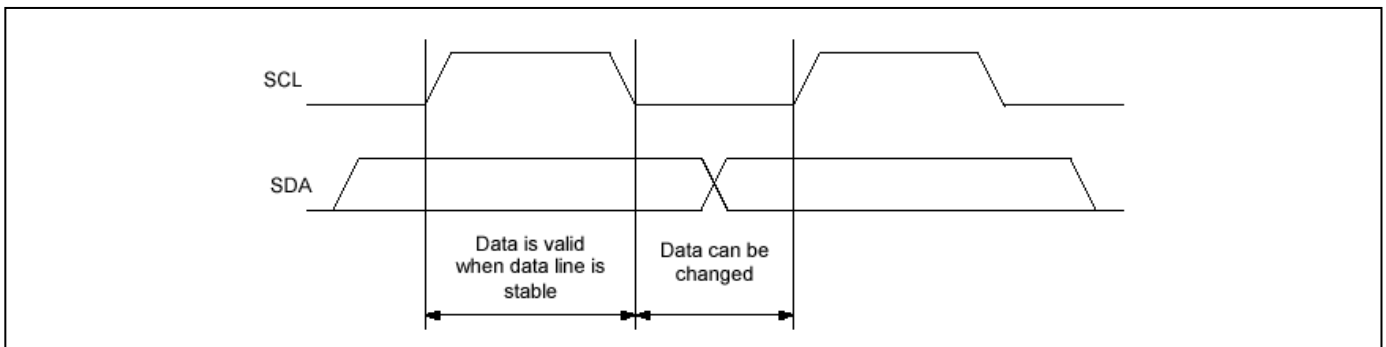 SCL
SDA
Data is valid
when data line is
stable
Data can be
changed